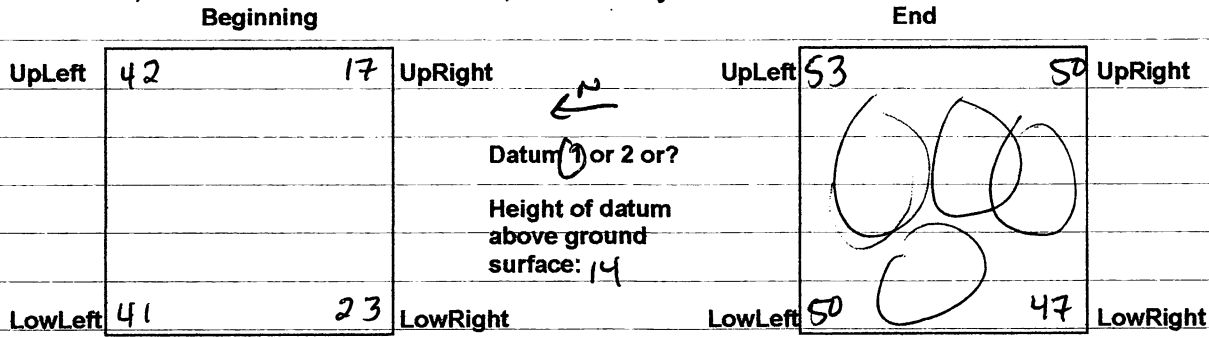 Beginning End
UpLeft 42 17 UpRight UpLeft 53 50 UpRight
N
Datum 1 or 2 or?
Height of datum
above ground
surface: 14
LowLeft 41 23 LowRight LowLeft 50 47 LowRight